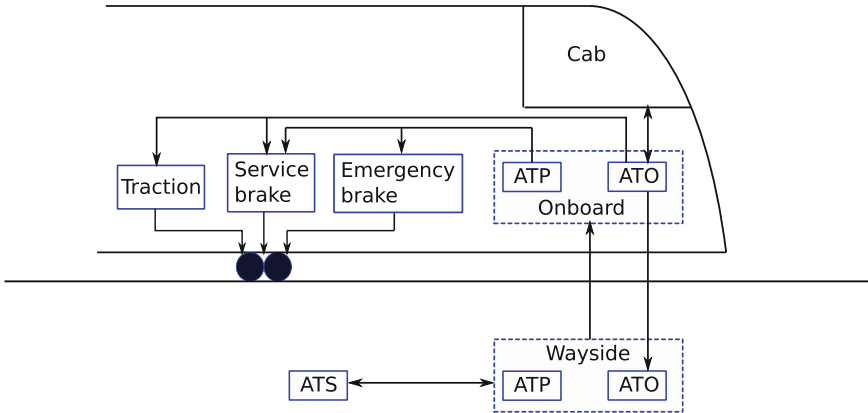 Cab
Traction
Service
brake
Emergency
brake
ATP
ATO
Onboard
Wayside
ATS
ATP
ATO